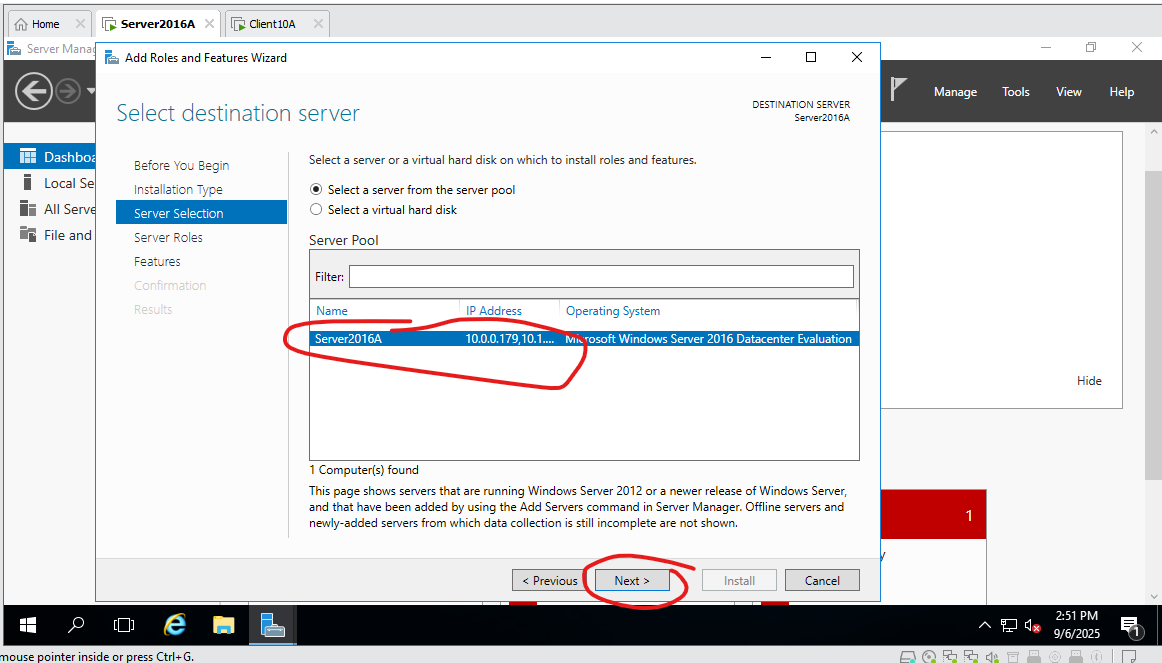 Home
Server2016A
Client10A
Server Manag
Add Roles and Features Wizard
Manage Tools View Help
Select destination server
DESTINATION SERVER
Server2016A
Dashboa
Local Se
All Serve
File and
Before You Begin
Installation Type
Server Selection
Server Roles
Features
Confirmation
Results
Select a server or a virtual hard disk on which to install roles and features.
Select a server from the server pool
Select a virtual hard disk
Server Pool
Filter:
Name IP Address Operating System
Server2016A 10.0.0.179,10.1.... Microsoft Windows Server 2016 Datacenter Evaluation
1 Computer(s) found
This page shows servers that are running Windows Server 2012 or a newer release of Windows Server,
and that have been added by using the Add Servers command in Server Manager. Offline servers and
newly-added servers from which data collection is still incomplete are not shown.
Hide
1
y
< Previous Next > Install Cancel
2:51 PM
9/6/2025
1
mouse pointer inside or press Ctrl+G.